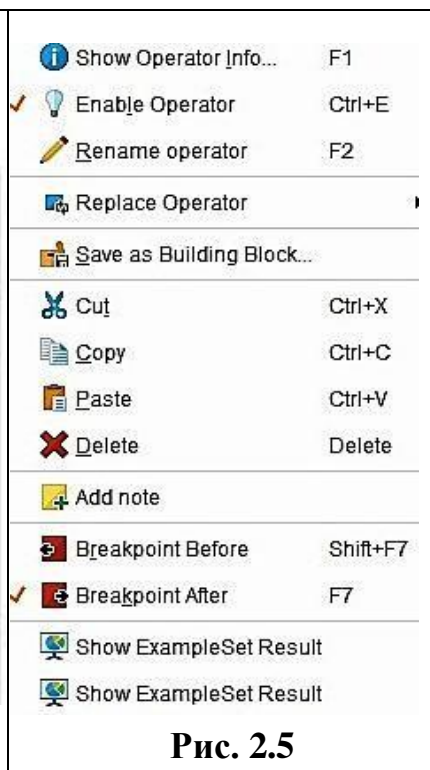 Show Operator Info... F1
Enable Operator Ctrl+E
Rename operator F2
Replace Operator
Save as Building Block...
Cut Ctrl+X
Copy Ctrl+C
Paste Ctrl+V
Delete Delete
Add note
Breakpoint Before Shift+F7
Breakpoint After F7
Show ExampleSet Result
Show ExampleSet Result
Рис. 2.5